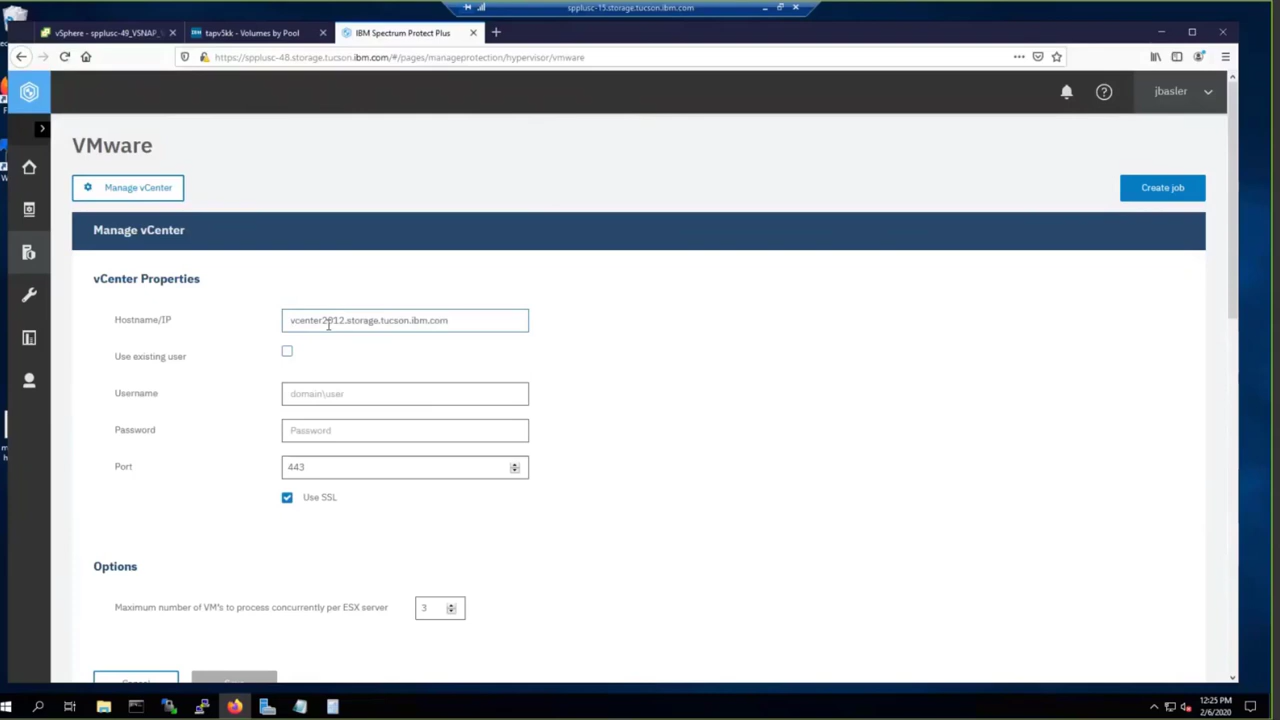 spplusc-15.storage.tucson.ibm.com
vSphere - spplusc-49_VSNAP_
IBM tapv5kk - Volumes by Pool
IBM Spectrum Protect Plus
https://spplusc-48.storage.tucson.ibm.com/#/pages/manageprotection/hypervisor/vmware
jbasler
VMware
Manage vCenter
Create job
Manage vCenter
vCenter Properties
Hostname/IP
vcenter2012.storage.tucson.ibm.com
Use existing user
Username
domain\user
Password
Password
Port
443
Use SSL
Options
Maximum number of VM's to process concurrently per ESX server
3
12:25 PM
2/6/2020